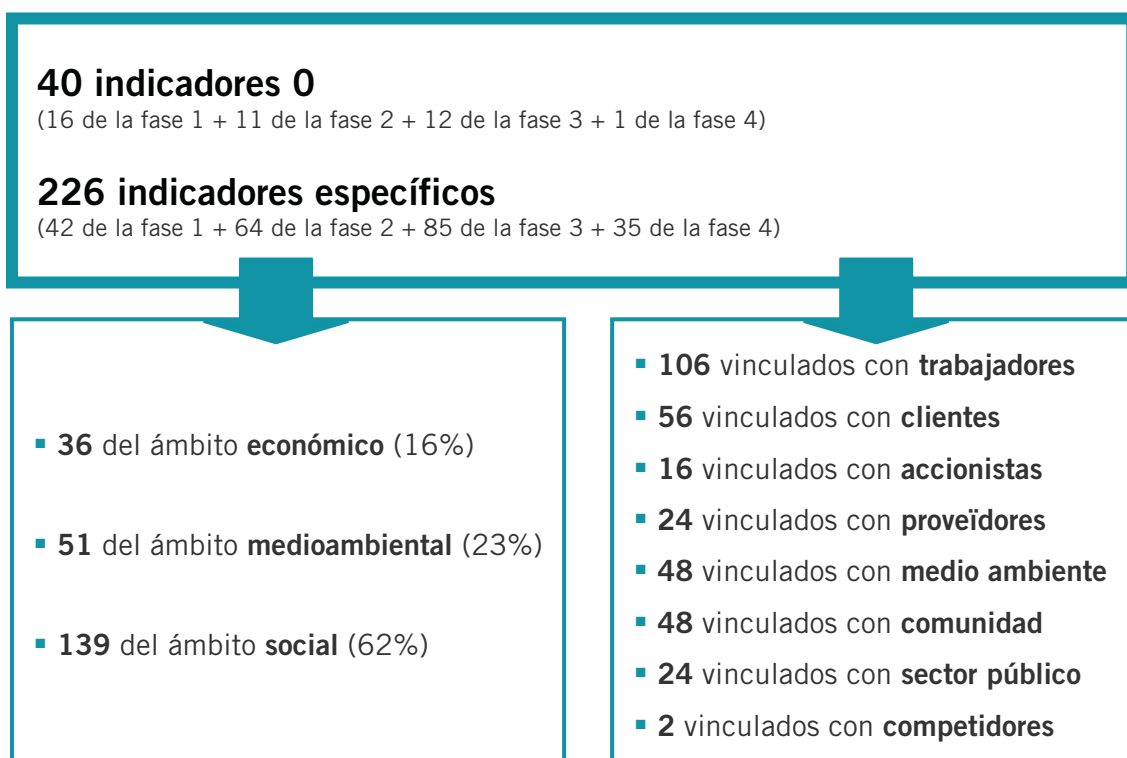 40 indicadores 0
(16 de la fase 1 + 11 de la fase 2 + 12 de la fase 3 + 1 de la fase 4)
226 indicadores específicos
(42 de la fase 1 + 64 de la fase 2 + 85 de la fase 3 + 35 de la fase 4)
▪ 36 del ámbito económico (16%)
▪ 51 del ámbito medioambiental (23%)
▪ 139 del ámbito social (62%)
▪ 106 vinculados con trabajadores
▪ 56 vinculados con clientes
▪ 16 vinculados con accionistas
▪ 24 vinculados con proveïdores
▪ 48 vinculados con medio ambiente
▪ 48 vinculados con comunidad
▪ 24 vinculados con sector público
▪ 2 vinculados con competidores